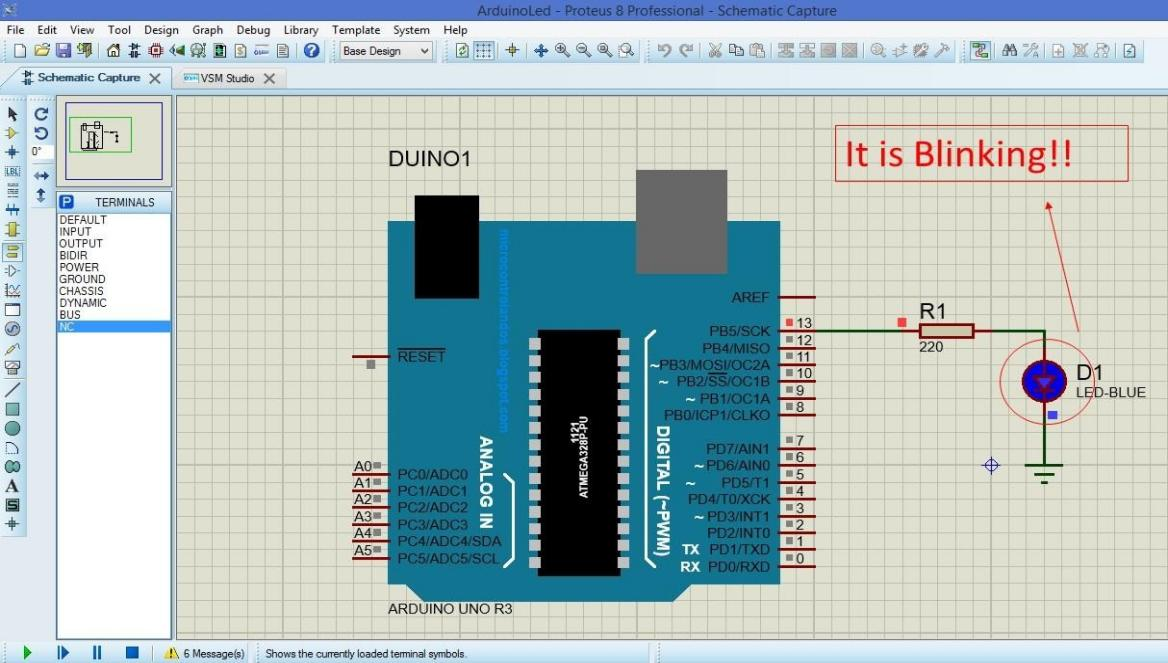 ArduinoLed - Proteus 8 Professional - Schematic Capture
File Edit View Tool Design Graph Debug Library Template System Help
Base Design
Schematic Capture
VSM Studio
0°
LBL
P TERMINALS
DEFAULT
INPUT
OUTPUT
BIDIR
POWER
GROUND
CHASSIS
DYNAMIC
BUS
NC
DUINO1
It is Blinking!!
microcontrolandos.blogspot.com
RESET
AREF
PB5/SCK 13
PB4/MISO 12
~PB3/MOSI/OC2A 11
~ PB2/SS/OC1B 10
~ PB1/OC1A 9
PB0/ICP1/CLKO 8
PD7/AIN1 7
~PD6/AIN0 6
~ PD5/T1 5
PD4/T0/XCK 4
~PD3/INT1 3
PD2/INT0 2
TX PD1/TXD 1
RX PD0/RXD 0
DIGITAL (~PWM)
1121
ATMEGA328P-PU
ANALOG IN
A0 PC0/ADC0
A1 PC1/ADC1
A2 PC2/ADC2
A3 PC3/ADC3
A4 PC4/ADC4/SDA
A5 PC5/ADC5/SCL
ARDUINO UNO R3
R1
220
D1
LED-BLUE
6 Message(s)
Shows the currently loaded terminal symbols.